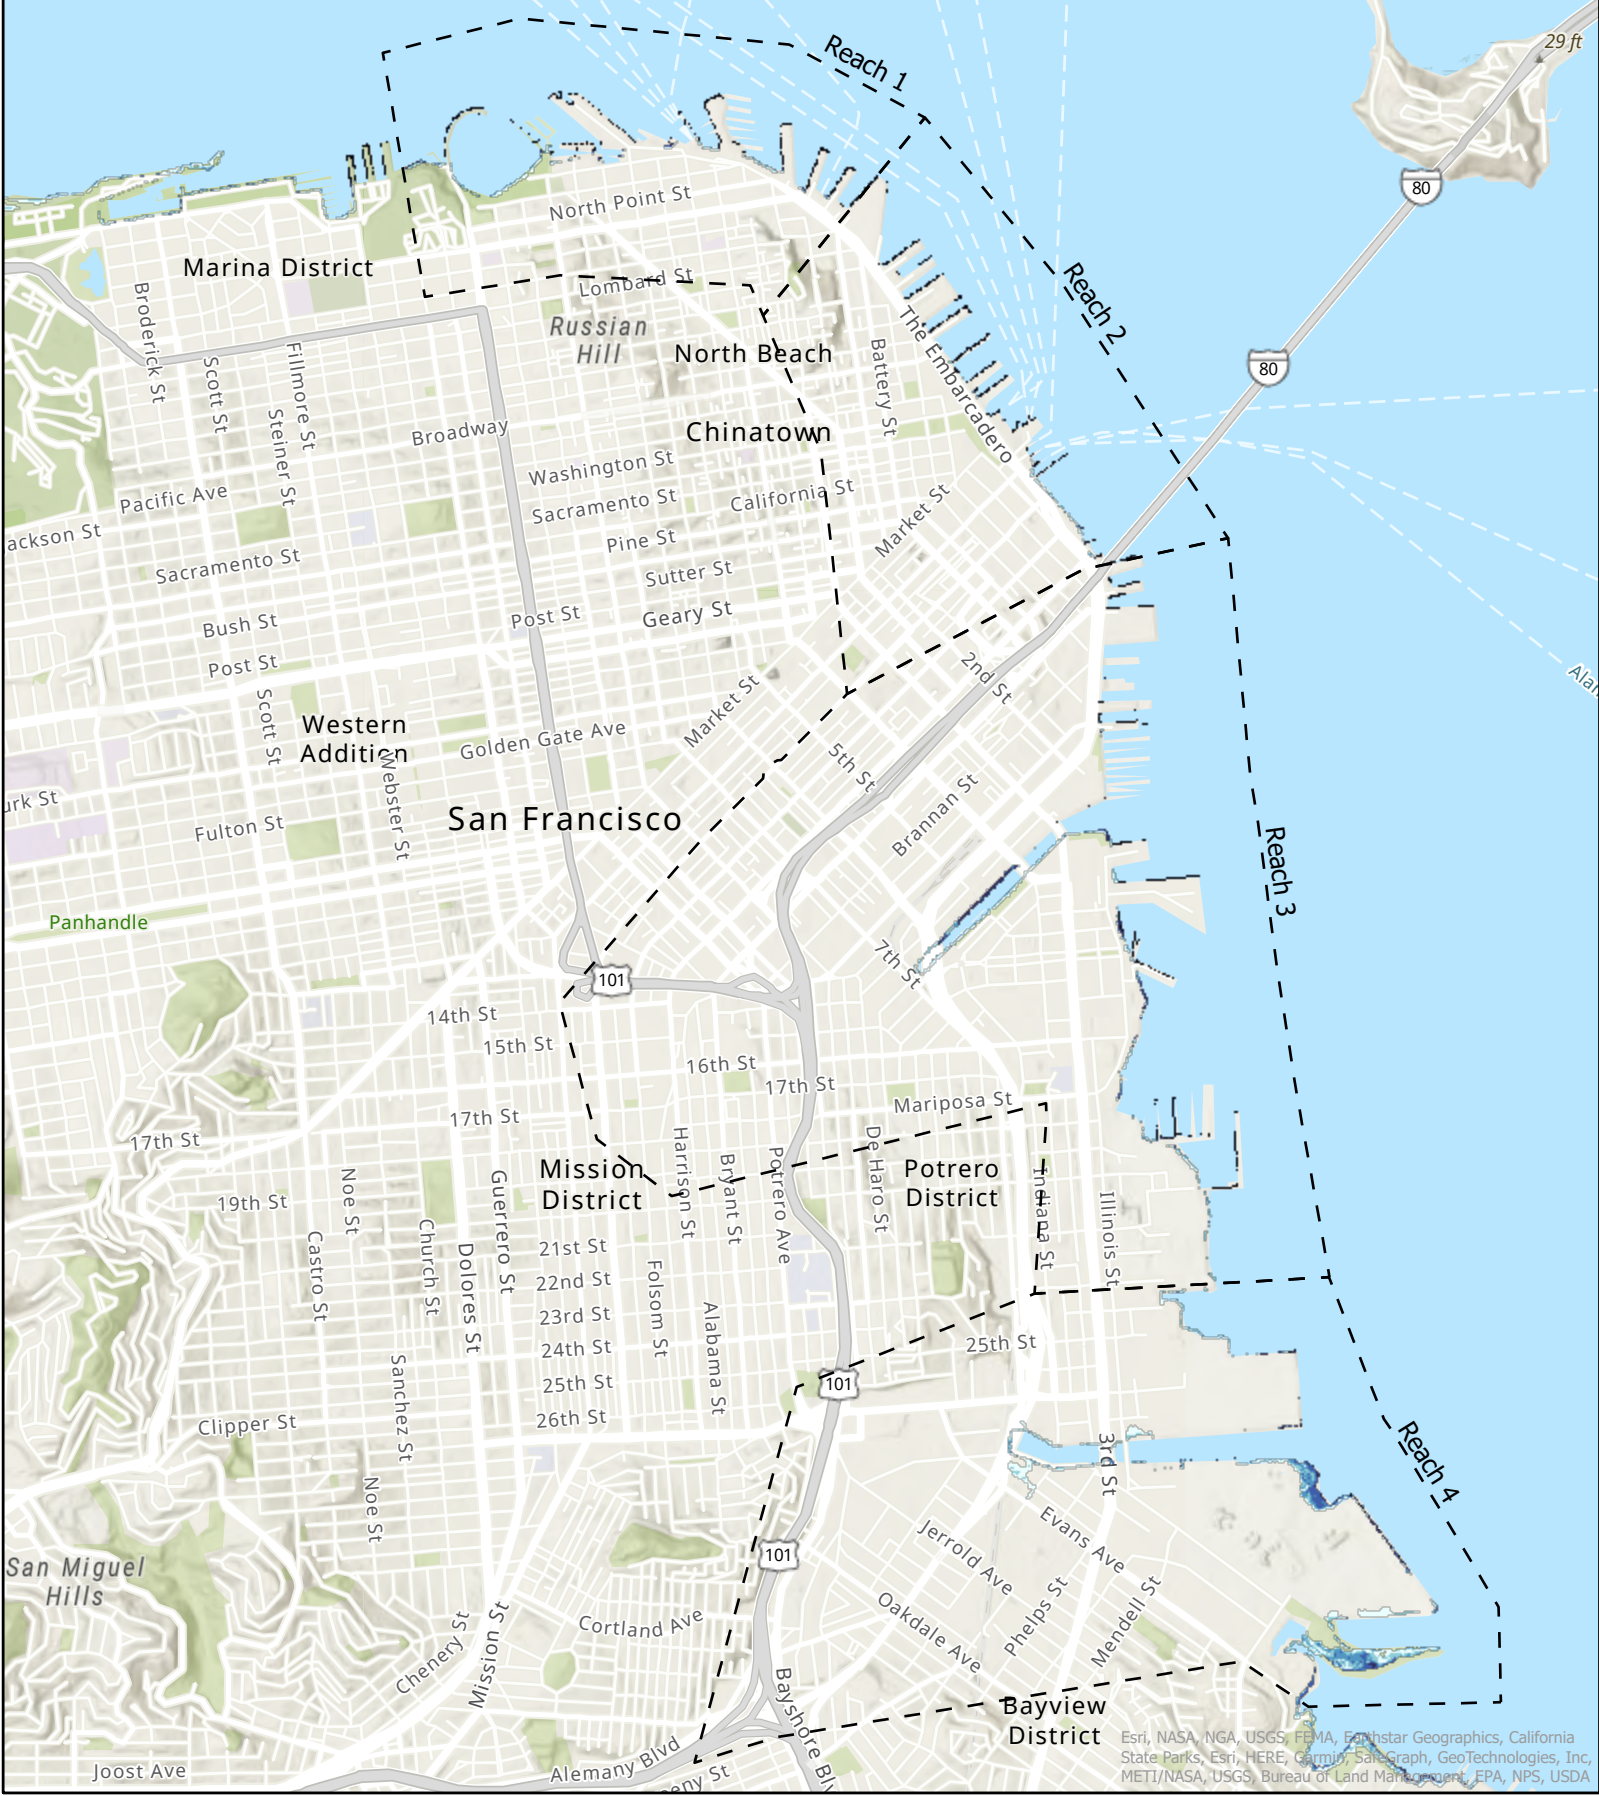 29 ft
Reach 1
80
North Point St
Marina District
Lombard St
Reach 2
Broderick St
Russian
Hill
North Beach
The Embarcadero
Battery St
80
Scott St
Fillmore St
Steiner St
Broadway
Chinatown
Washington St
Pacific Ave
Sacramento St
California St
Market St
ackson St
Pine St
Sacramento St
Sutter St
Bush St
Post St
Geary St
Post St
2nd St
Alan
Scott St
Western
Addition
Market St
Golden Gate Ave
5th St
Webster St
urk St
San Francisco
Brannan St
Fulton St
Reach 3
Panhandle
7th St
101
14th St
15th St
16th St
17th St
Mariposa St
17th St
17th St
Mission
District
Harrison St
Bryant St
Potrero Ave
De Haro St
Potrero
District
Indiana St
Illinois St
19th St
Noe St
Guerrero St
Church St
Castro St
Dolores St
21st St
22nd St
23rd St
24th St
25th St
26th St
Folsom St
Alabama St
25th St
101
Sanchez St
Clipper St
3rd St
Reach 4
Noe St
Evans Ave
Jerrold Ave
101
San Miguel
Hills
Phelps St
Mendell St
Oakdale Ave
Cortland Ave
Chenery St
Mission St
Bayshore Blv
Bayview
District
Alemany Blvd
Joost Ave
eny St
Esri, NASA, NGA, USGS, FEMA, Earthstar Geographics, California
State Parks, Esri, HERE, Garmin, SafeGraph, GeoTechnologies, Inc,
METI/NASA, USGS, Bureau of Land Management, EPA, NPS, USDA